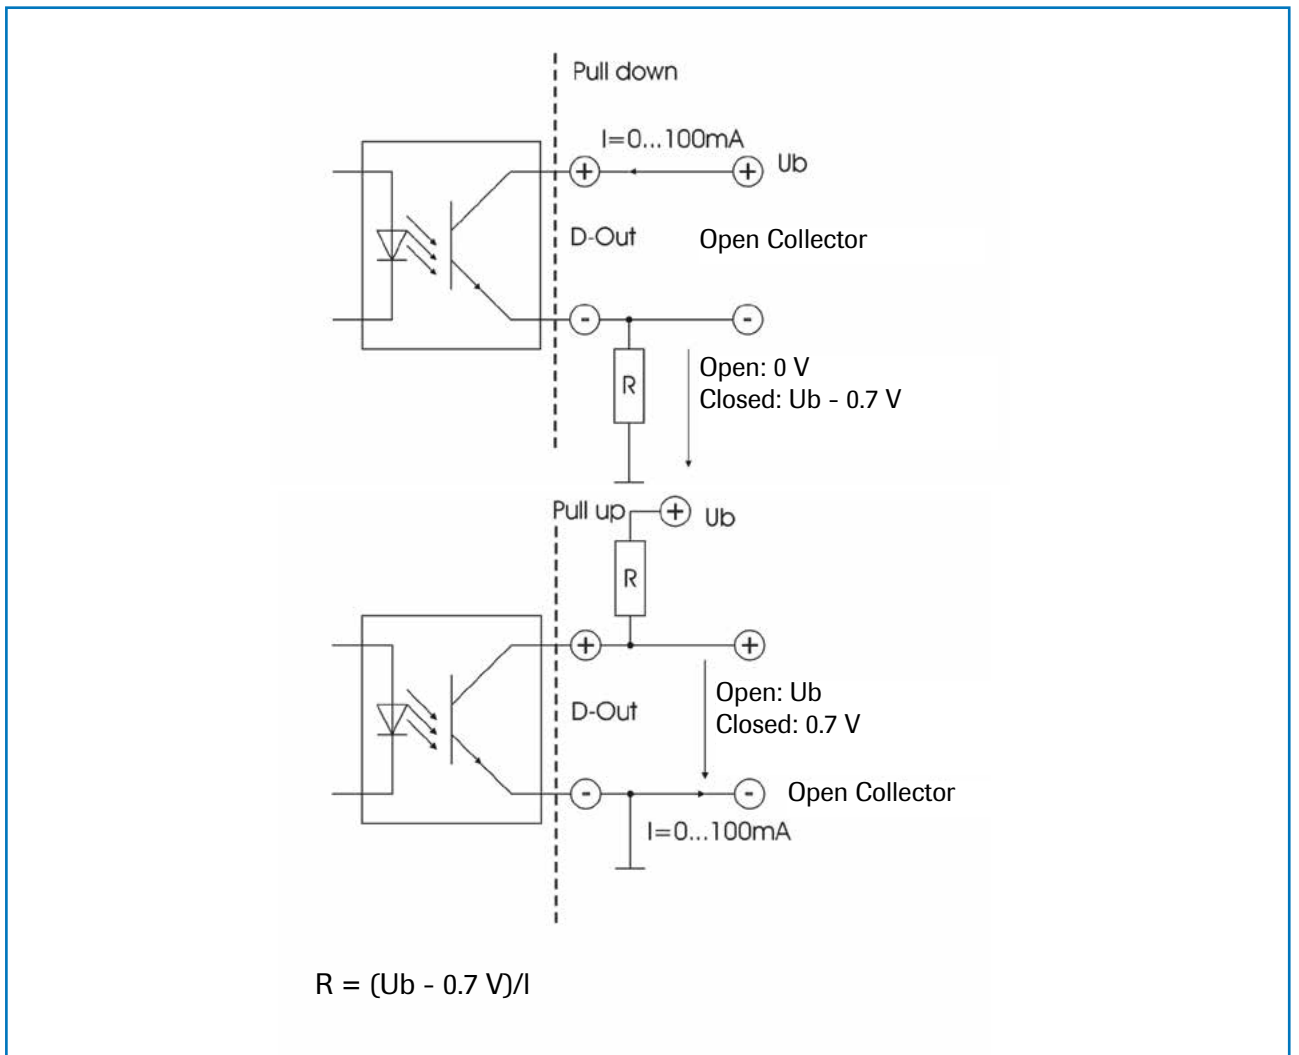 Pull down
I=0...100mA
+
+
Ub
D-Out
Open Collector
-
-
R
Open: 0 V
Closed: Ub - 0.7 V
Pull up
+
Ub
R
+
+
Open: Ub
Closed: 0.7 V
D-Out
-
-
Open Collector
I=0...100mA
R = (Ub - 0.7 V)/I